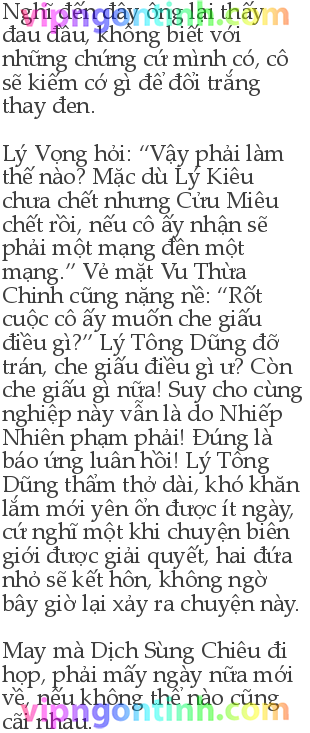 Nghĩ đến đây ông lại thấy
đau đầu, không biết với
những chứng cứ mình có, cô
sẽ kiếm cớ gì để đổi trắng
thay đen.
Lý Vọng hỏi: “Vậy phải làm
thế nào? Mặc dù Lý Kiêu
chưa chết nhưng Cửu Miêu
chết rồi, nếu cô ấy nhận sẽ
phải một mạng đền một
mạng.” Vẻ mặt Vu Thừa
Chinh cũng nặng nề: “Rốt
cuộc cô ấy muốn che giấu
điều gì?” Lý Tông Dũng đỡ
trán, che giấu điều gì ư? Còn
che giấu gì nữa! Suy cho cùng
nghiệp này vẫn là do Nhiếp
Nhiên phạm phải! Đúng là
báo ứng luân hồi! Lý Tông
Dũng thầm thở dài, khó khăn
lắm mới yên ổn được ít ngày,
cứ nghĩ một khi chuyện biên
giới được giải quyết, hai đứa
nhỏ sẽ kết hôn, không ngờ
bây giờ lại xảy ra chuyện này.
May mà Dịch Sùng Chiêu đi
họp, phải mấy ngày nữa mới
về, nếu không thể nào cũng
cãi nhau.
vipngontinh.com
vipngontinh.com